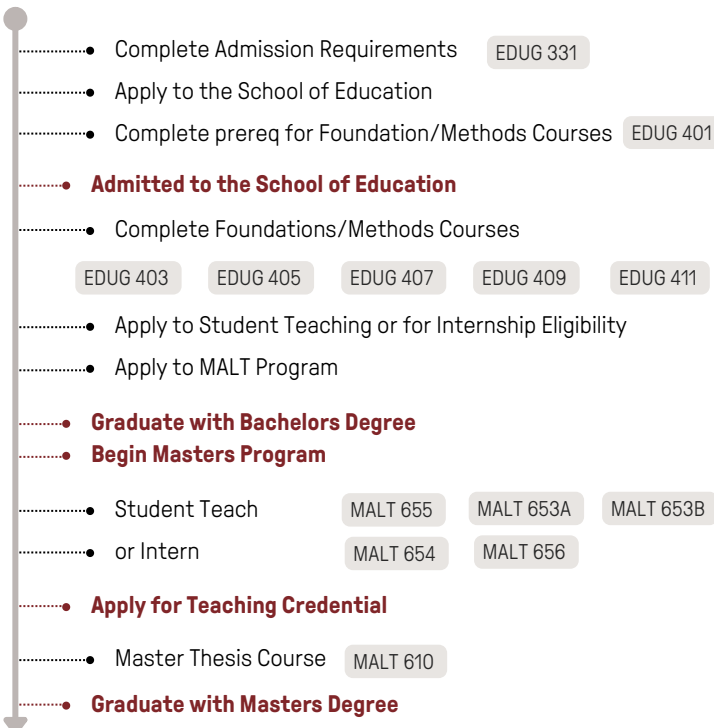 Complete Admission Requirements EDUG 331
Apply to the School of Education
Complete prereq for Foundation/Methods Courses EDUG 401
Admitted to the School of Education
Complete Foundations/Methods Courses
EDUG 403 EDUG 405 EDUG 407 EDUG 409 EDUG 411
Apply to Student Teaching or for Internship Eligibility
Apply to MALT Program
Graduate with Bachelors Degree
Begin Masters Program
Student Teach MALT 655 MALT 653A MALT 653B
or Intern MALT 654 MALT 656
Apply for Teaching Credential
Master Thesis Course MALT 610
Graduate with Masters Degree